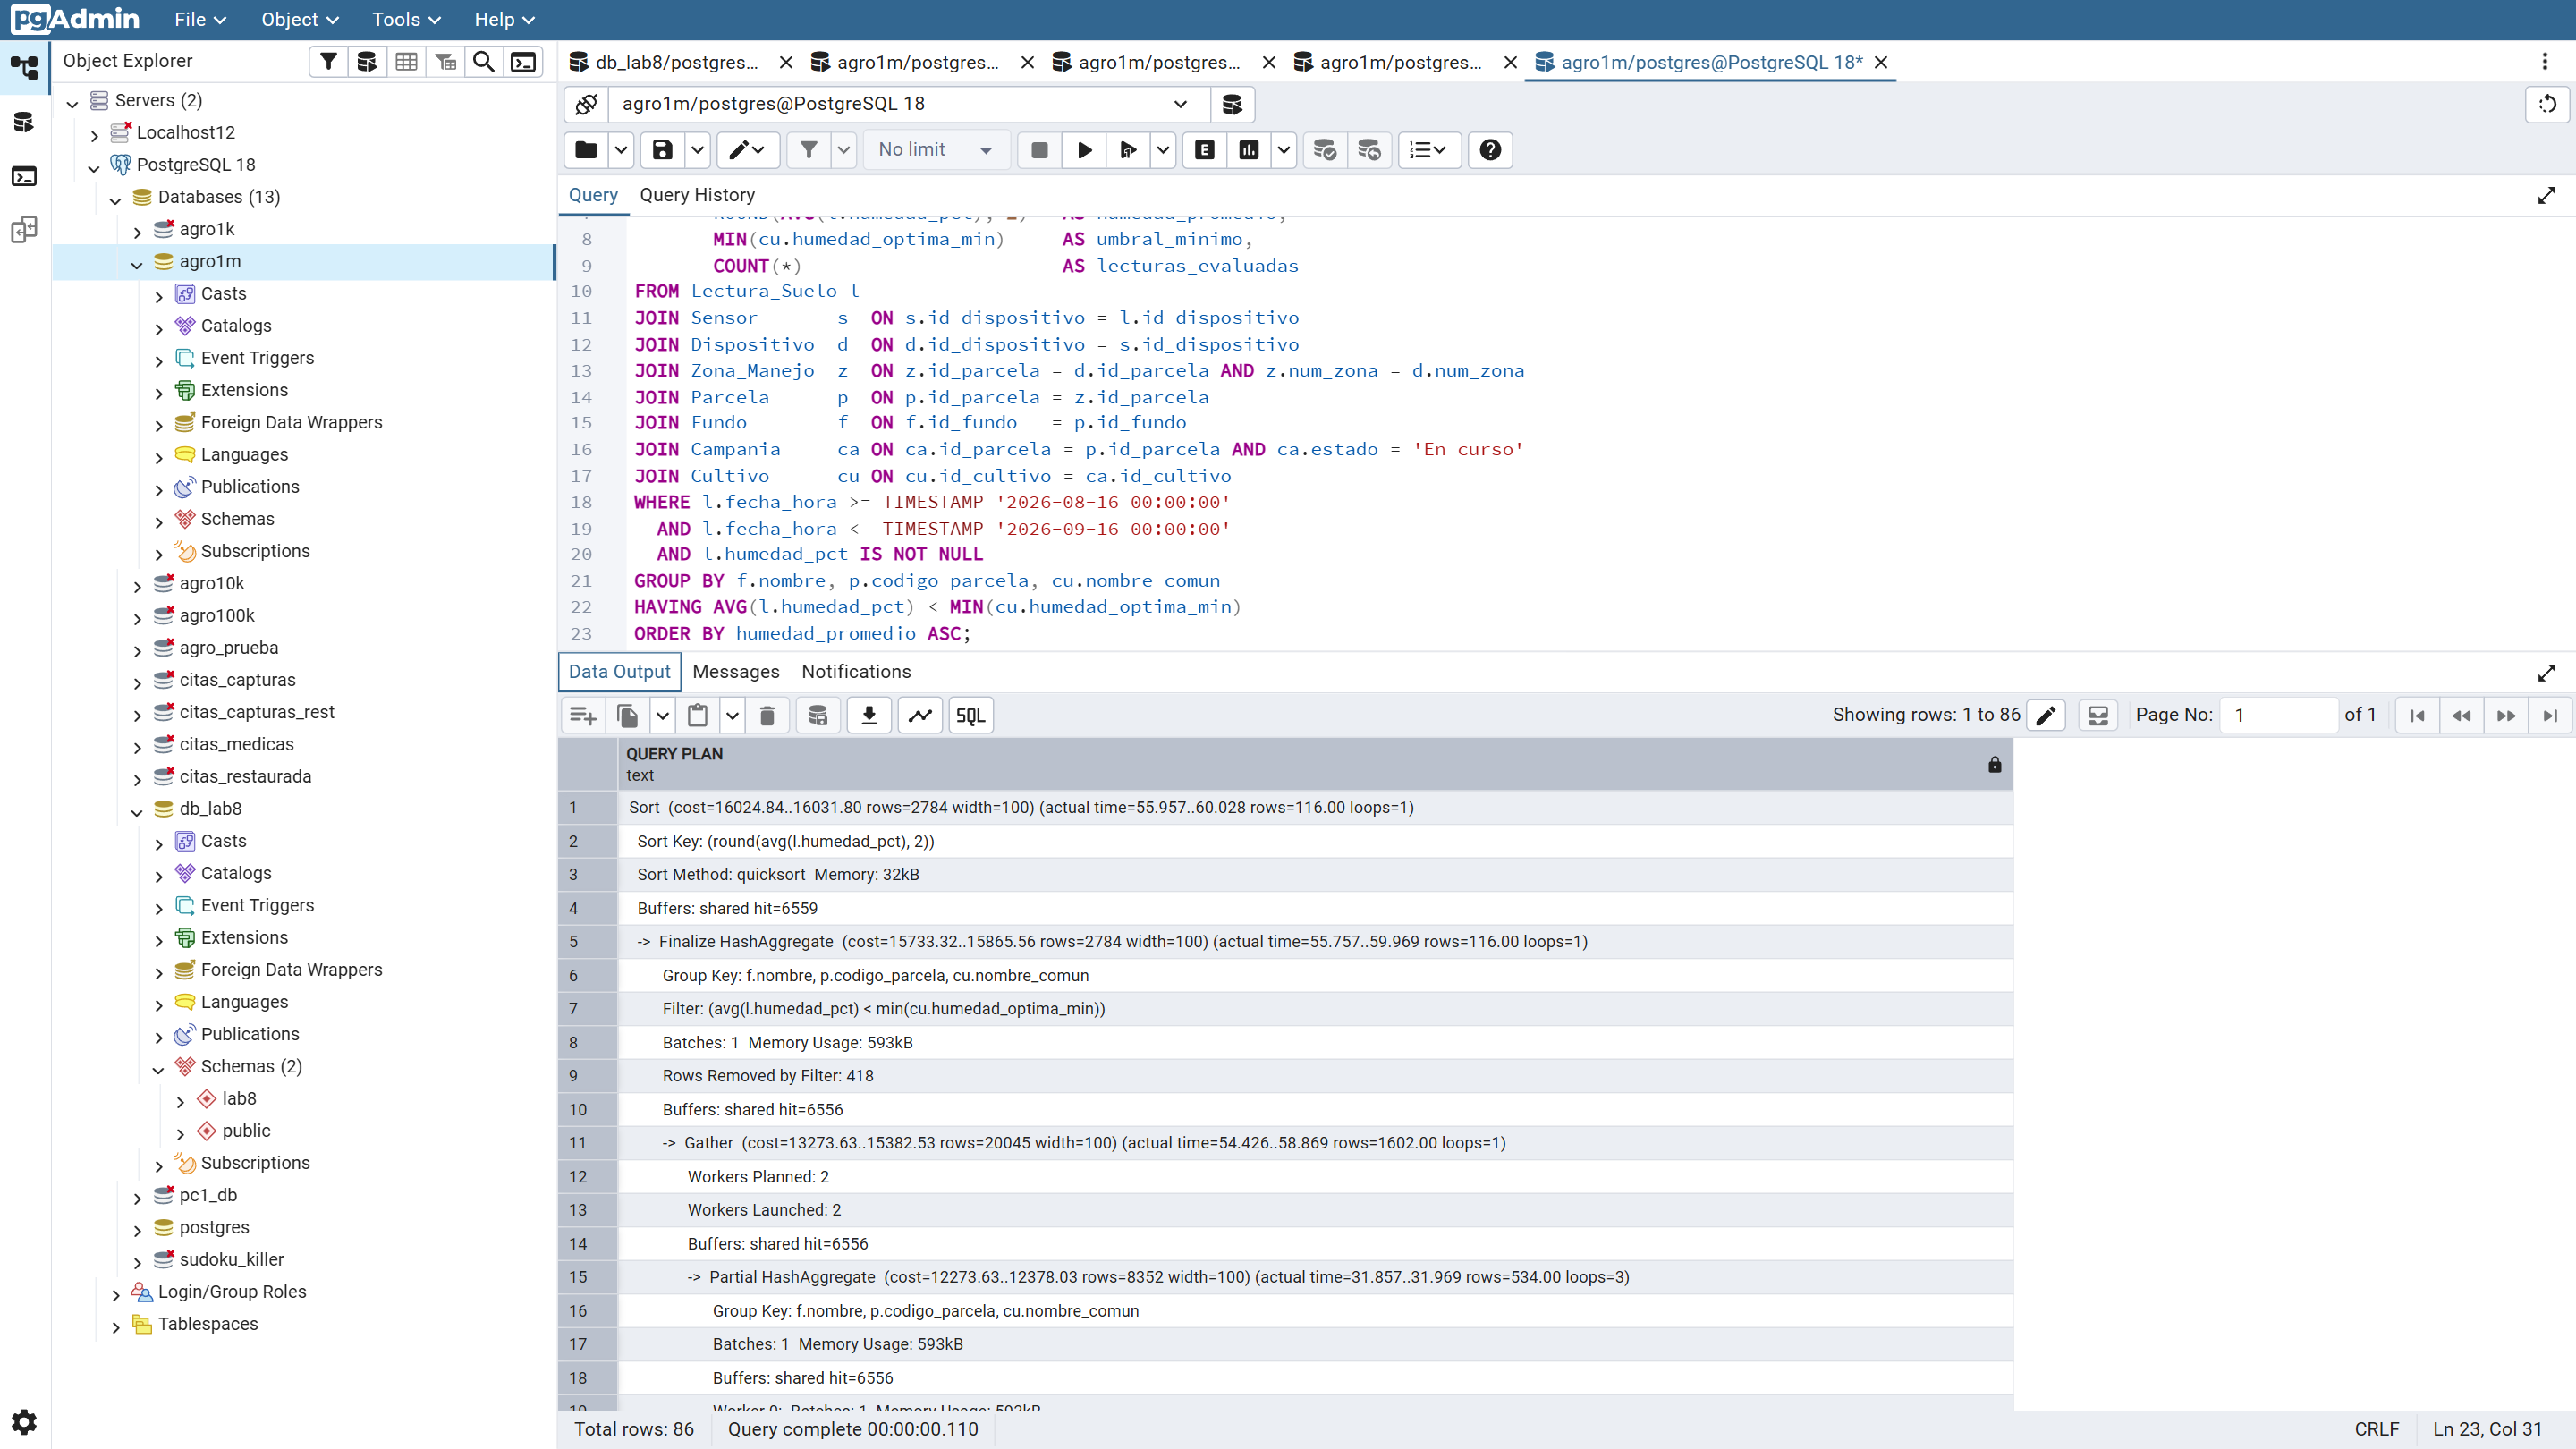 pgAdmin File Object Tools Help
Object Explorer
Servers (2)
Localhost12
PostgreSQL 18
Databases (13)
agro1k
agro1m
Casts
Catalogs
Event Triggers
Extensions
Foreign Data Wrappers
Languages
Publications
Schemas
Subscriptions
agro10k
agro100k
agro_prueba
citas_capturas
citas_capturas_rest
citas_medicas
citas_restaurada
db_lab8
Casts
Catalogs
Event Triggers
Extensions
Foreign Data Wrappers
Languages
Publications
Schemas (2)
lab8
public
Subscriptions
pc1_db
postgres
sudoku_killer
Login/Group Roles
Tablespaces
db_lab8/postgres... agro1m/postgres... agro1m/postgres... agro1m/postgres... agro1m/postgres@PostgreSQL 18*
agro1m/postgres@PostgreSQL 18
No limit
E
Query Query History
8 MIN(cu.humedad_optima_min) AS umbral_minimo,
9 COUNT(*) AS lecturas_evaluadas
10 FROM Lectura_Suelo l
11 JOIN Sensor s ON s.id_dispositivo = l.id_dispositivo
12 JOIN Dispositivo d ON d.id_dispositivo = s.id_dispositivo
13 JOIN Zona_Manejo z ON z.id_parcela = d.id_parcela AND z.num_zona = d.num_zona
14 JOIN Parcela p ON p.id_parcela = z.id_parcela
15 JOIN Fundo f ON f.id_fundo = p.id_fundo
16 JOIN Campania ca ON ca.id_parcela = p.id_parcela AND ca.estado = 'En curso'
17 JOIN Cultivo cu ON cu.id_cultivo = ca.id_cultivo
18 WHERE l.fecha_hora >= TIMESTAMP '2026-08-16 00:00:00'
19 AND l.fecha_hora < TIMESTAMP '2026-09-16 00:00:00'
20 AND l.humedad_pct IS NOT NULL
21 GROUP BY f.nombre, p.codigo_parcela, cu.nombre_comun
22 HAVING AVG(l.humedad_pct) < MIN(cu.humedad_optima_min)
23 ORDER BY humedad_promedio ASC;
Data Output Messages Notifications
SQL Showing rows: 1 to 86 Page No: 1 of 1
QUERY PLAN
text
1 Sort (cost=16024.84..16031.80 rows=2784 width=100) (actual time=55.957..60.028 rows=116.00 loops=1)
2 Sort Key: (round(avg(l.humedad_pct), 2))
3 Sort Method: quicksort Memory: 32kB
4 Buffers: shared hit=6559
5 -> Finalize HashAggregate (cost=15733.32..15865.56 rows=2784 width=100) (actual time=55.757..59.969 rows=116.00 loops=1)
6 Group Key: f.nombre, p.codigo_parcela, cu.nombre_comun
7 Filter: (avg(l.humedad_pct) < min(cu.humedad_optima_min))
8 Batches: 1 Memory Usage: 593kB
9 Rows Removed by Filter: 418
10 Buffers: shared hit=6556
11 -> Gather (cost=13273.63..15382.53 rows=20045 width=100) (actual time=54.426..58.869 rows=1602.00 loops=1)
12 Workers Planned: 2
13 Workers Launched: 2
14 Buffers: shared hit=6556
15 -> Partial HashAggregate (cost=12273.63..12378.03 rows=8352 width=100) (actual time=31.857..31.969 rows=534.00 loops=3)
16 Group Key: f.nombre, p.codigo_parcela, cu.nombre_comun
17 Batches: 1 Memory Usage: 593kB
18 Buffers: shared hit=6556
Total rows: 86 Query complete 00:00:00.110 CRLF Ln 23, Col 31